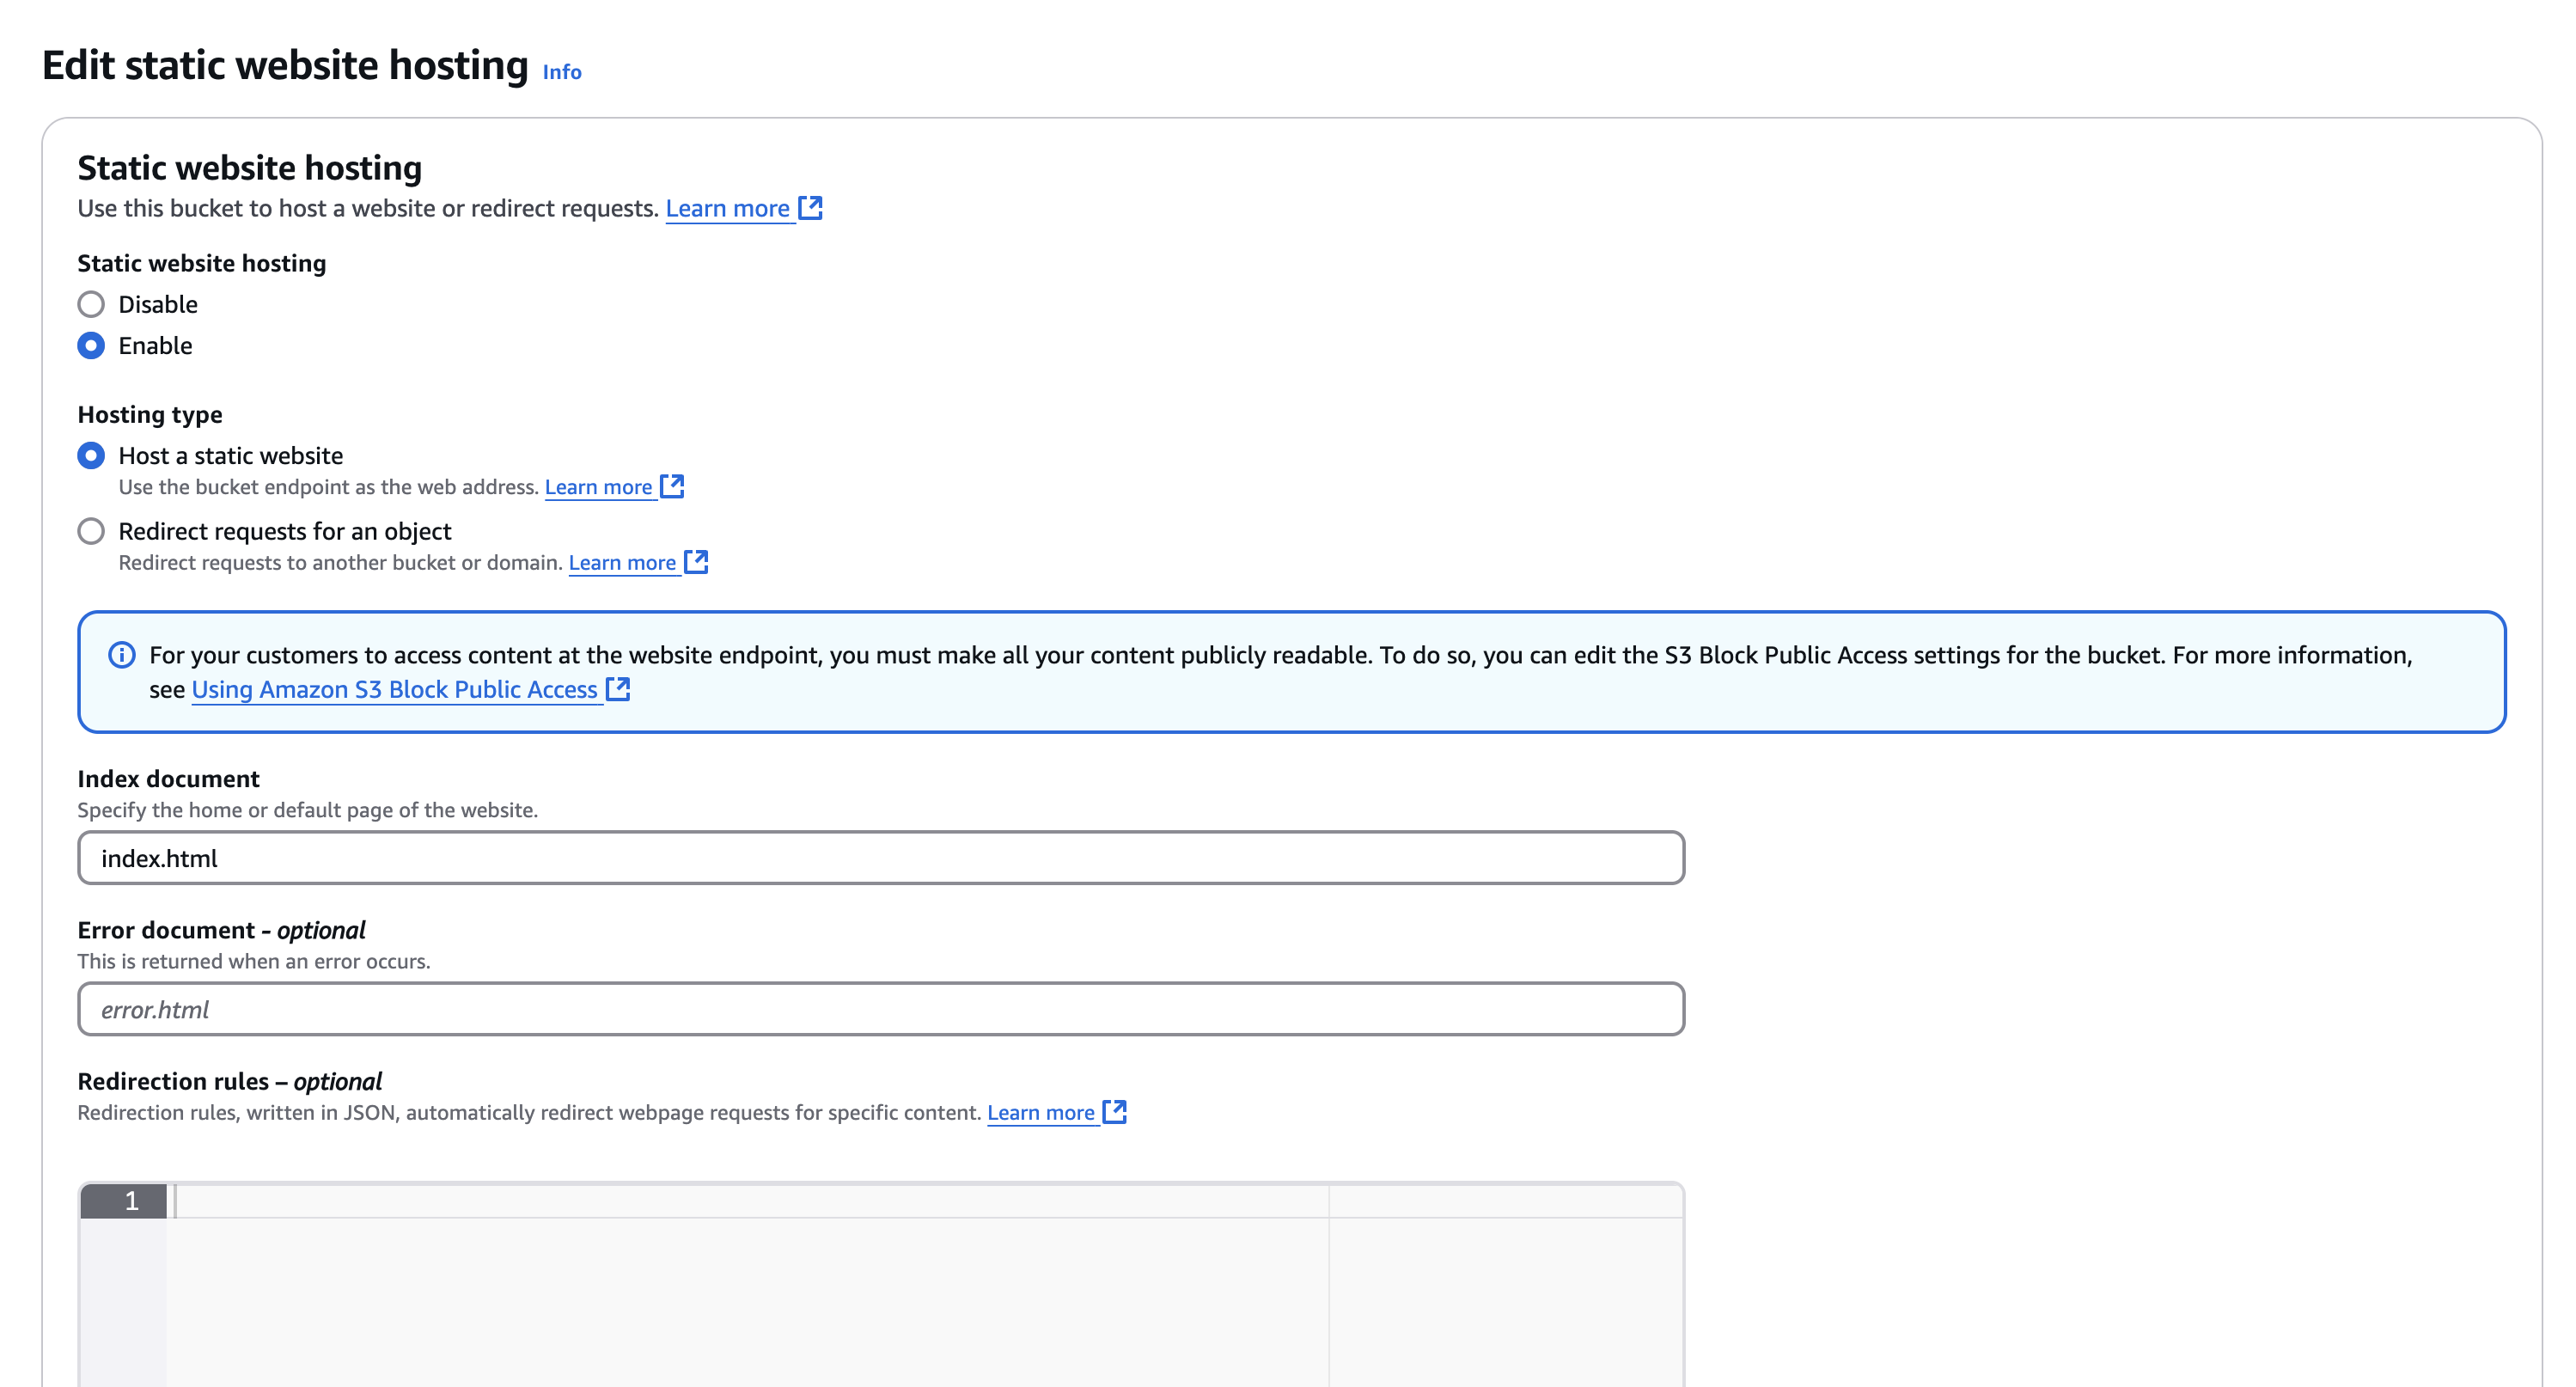 Edit static website hosting Info
Static website hosting
Use this bucket to host a website or redirect requests. Learn more
Static website hosting
Disable
Enable
Hosting type
Host a static website
Use the bucket endpoint as the web address. Learn more
Redirect requests for an object
Redirect requests to another bucket or domain. Learn more
For your customers to access content at the website endpoint, you must make all your content publicly readable. To do so, you can edit the S3 Block Public Access settings for the bucket. For more information,
see Using Amazon S3 Block Public Access
Index document
Specify the home or default page of the website.
index.html
Error document - optional
This is returned when an error occurs.
error.html
Redirection rules – optional
Redirection rules, written in JSON, automatically redirect webpage requests for specific content. Learn more
1